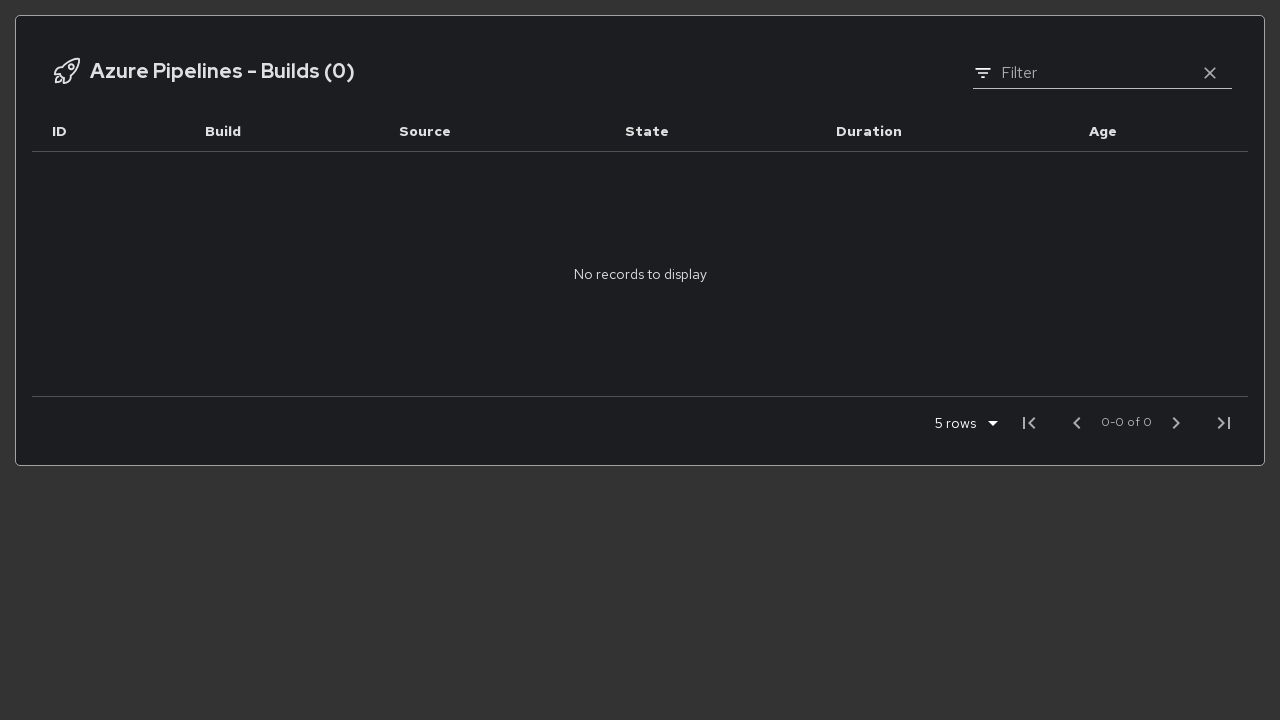 Azure Pipelines - Builds (0)
Filter
ID Build Source State Duration Age
No records to display
5 rows 0-0 of 0